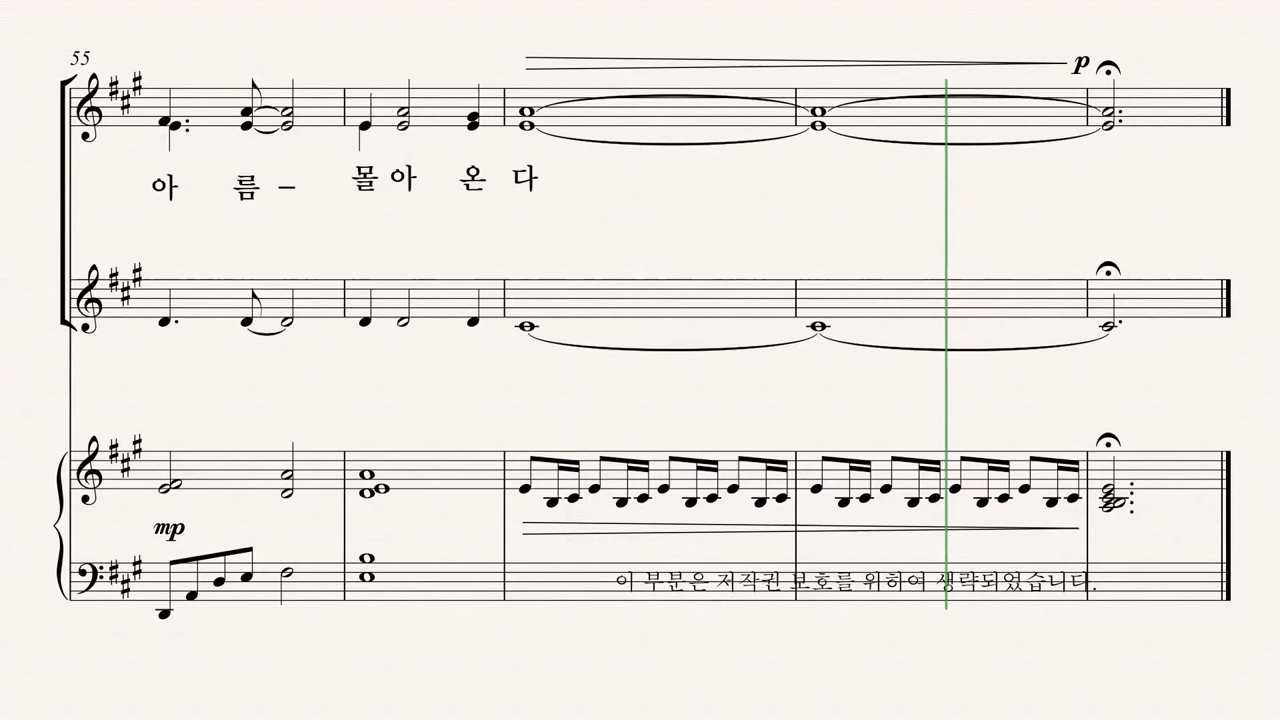 55
p
아 름 – 몰 아 온 다
mp
이 부분은 저작권 보호를 위하여 생략되었습니다.